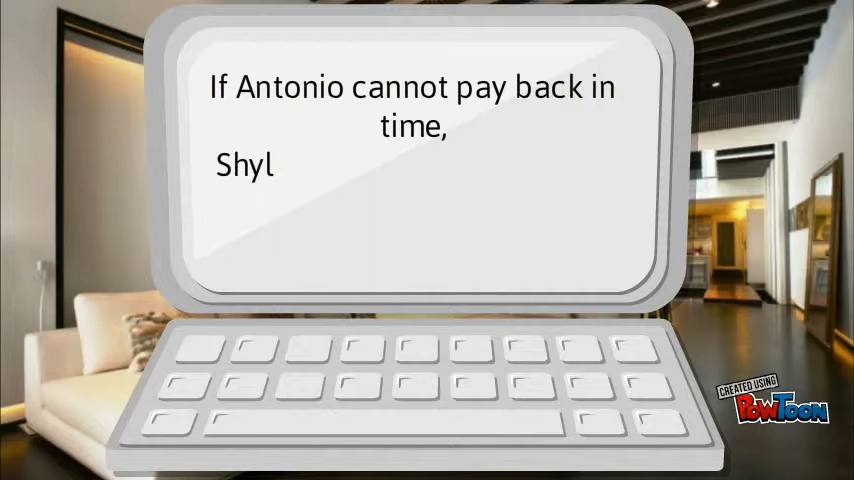 If Antonio cannot pay back in
time,
Shyl
CREATED USING
POWTOON